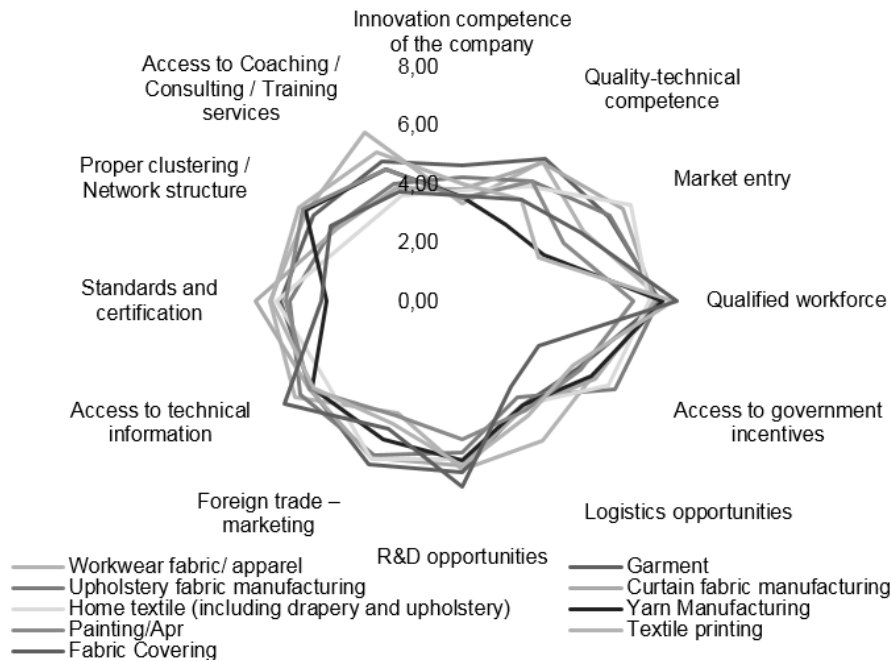 Innovation competence
of the company
8,00
Access to Coaching /
Consulting / Training
services
Quality-technical
competence
6,00
Proper clustering /
Network structure
4,00
Market entry
2,00
Standards and
certification
0,00
Qualified workforce
Access to technical
information
Access to government
incentives
Foreign trade –
marketing
Logistics opportunities
R&D opportunities
Workwear fabric/ apparel
Garment
Upholstery fabric manufacturing
Curtain fabric manufacturing
Home textile (including drapery and upholstery)
Yarn Manufacturing
Painting/Apr
Textile printing
Fabric Covering